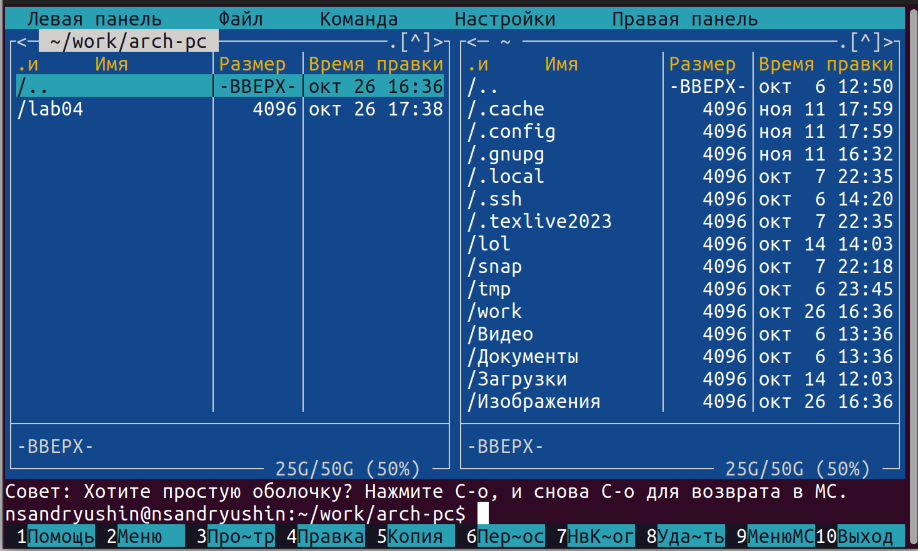 Левая панель Файл Команда Настройки Правая панель
<─ ~/work/arch-pc ─.[^]>
.и Имя Размер Время правки
/.. -ВВЕРХ- окт 26 16:36
/lab04 4096 окт 26 17:38
-ВВЕРХ-
25G/50G (50%)
<─ ~ ─.[^]>
.и Имя Размер Время правки
/.. -ВВЕРХ- окт 6 12:50
/.cache 4096 ноя 11 17:59
/.config 4096 ноя 11 17:59
/.gnupg 4096 ноя 11 16:32
/.local 4096 окт 7 22:35
/.ssh 4096 окт 6 14:20
/.texlive2023 4096 окт 7 22:35
/lol 4096 окт 14 14:03
/snap 4096 окт 7 22:18
/tmp 4096 окт 6 23:45
/work 4096 окт 26 16:36
/Видео 4096 окт 6 13:36
/Документы 4096 окт 6 13:36
/Загрузки 4096 окт 14 12:03
/Изображения 4096 окт 26 16:36
-ВВЕРХ-
25G/50G (50%)
Совет: Хотите простую оболочку? Нажмите C-o, и снова C-o для возврата в MC.
nsandryushin@nsandryushin:~/work/arch-pc$
1Помощь 2Меню 3Про~тр 4Правка 5Копия 6Пер~ос 7НвК~ог 8Уда~ть 9МенюMC 10Выход